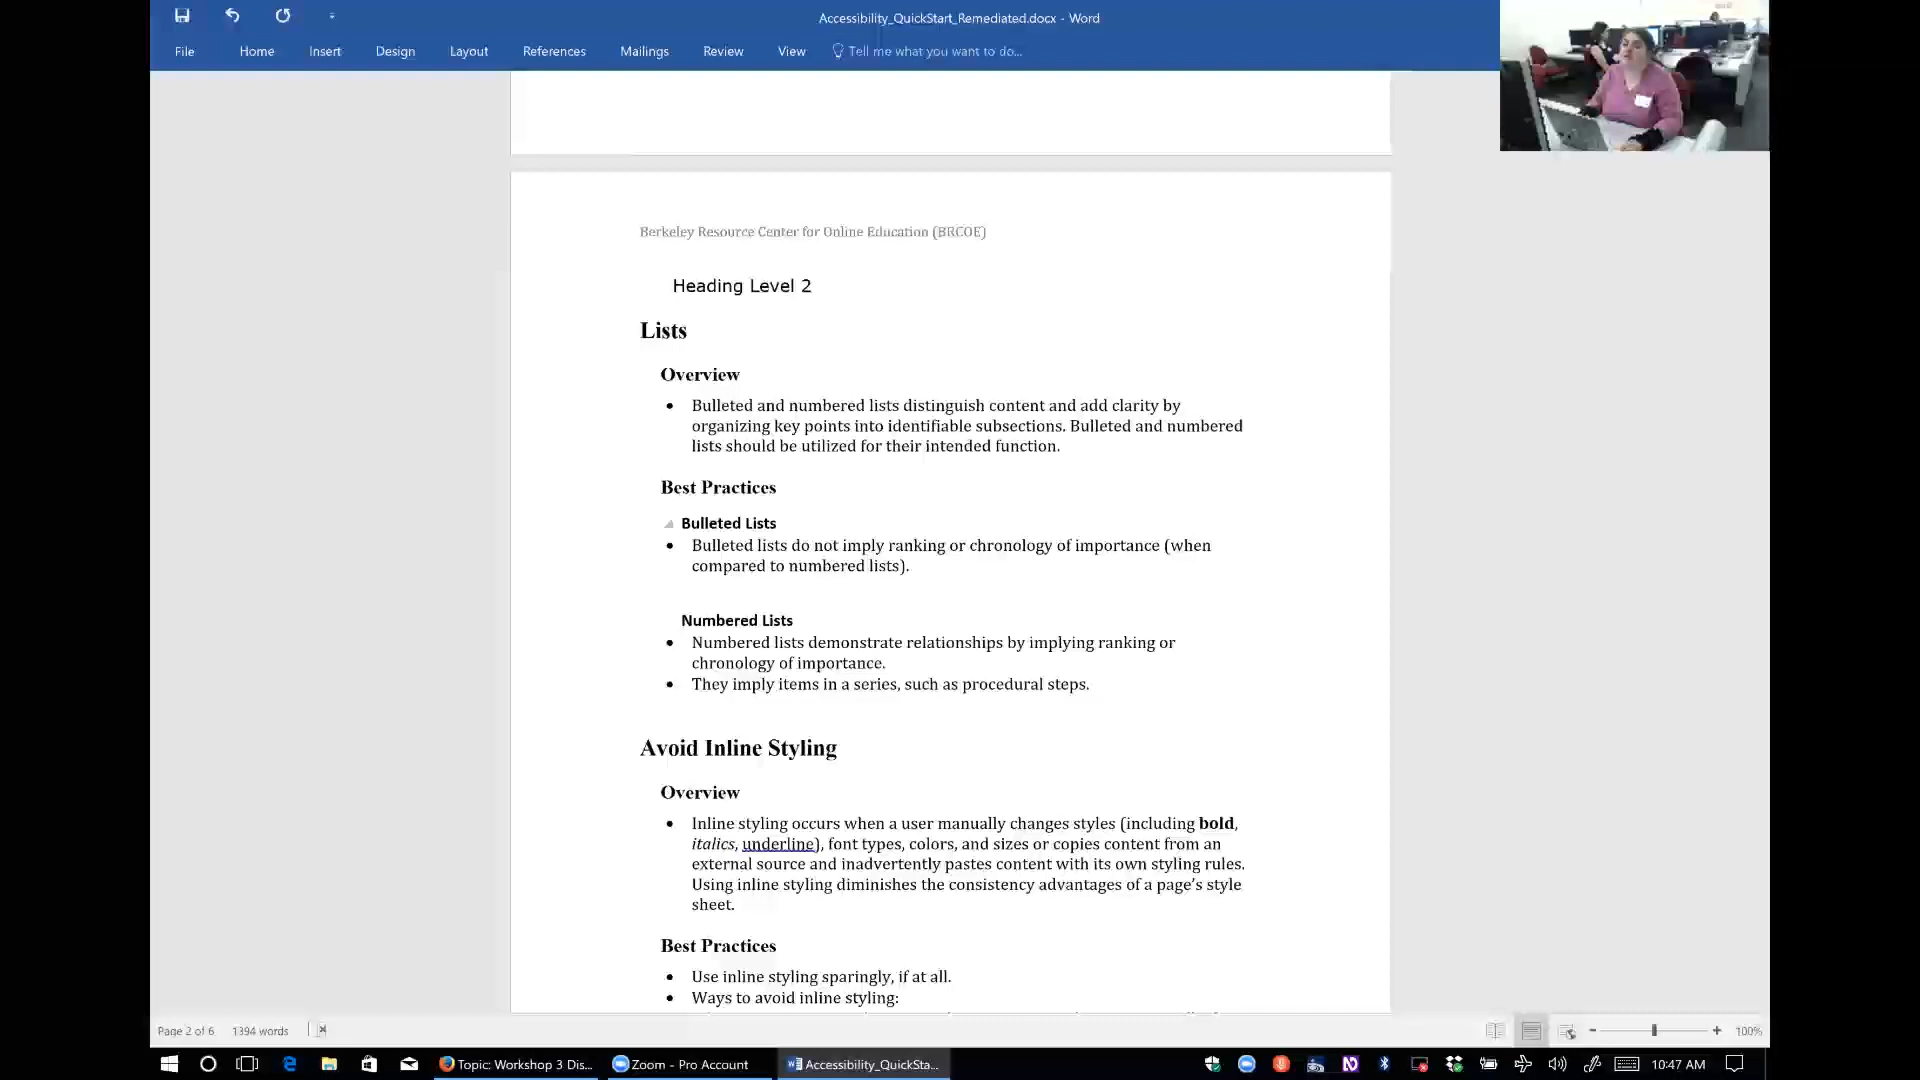 Accessibility_QuickStart_Remediated.docx - Word
File Home Insert Design Layout References Mailings Review View Tell me what you want to do...
Berkeley Resource Center for Online Education (BRCOE)
Heading Level 2
Lists
Overview
• Bulleted and numbered lists distinguish content and add clarity by
organizing key points into identifiable subsections. Bulleted and numbered
lists should be utilized for their intended function.
Best Practices
Bulleted Lists
• Bulleted lists do not imply ranking or chronology of importance (when
compared to numbered lists).
Numbered Lists
• Numbered lists demonstrate relationships by implying ranking or
chronology of importance.
• They imply items in a series, such as procedural steps.
Avoid Inline Styling
Overview
• Inline styling occurs when a user manually changes styles (including bold,
italics, underline), font types, colors, and sizes or copies content from an
external source and inadvertently pastes content with its own styling rules.
Using inline styling diminishes the consistency advantages of a page's style
sheet.
Best Practices
• Use inline styling sparingly, if at all.
• Ways to avoid inline styling:
Page 2 of 6 1394 words 100%
Topic: Workshop 3 Dis... Zoom - Pro Account Accessibility_QuickSta... 10:47 AM